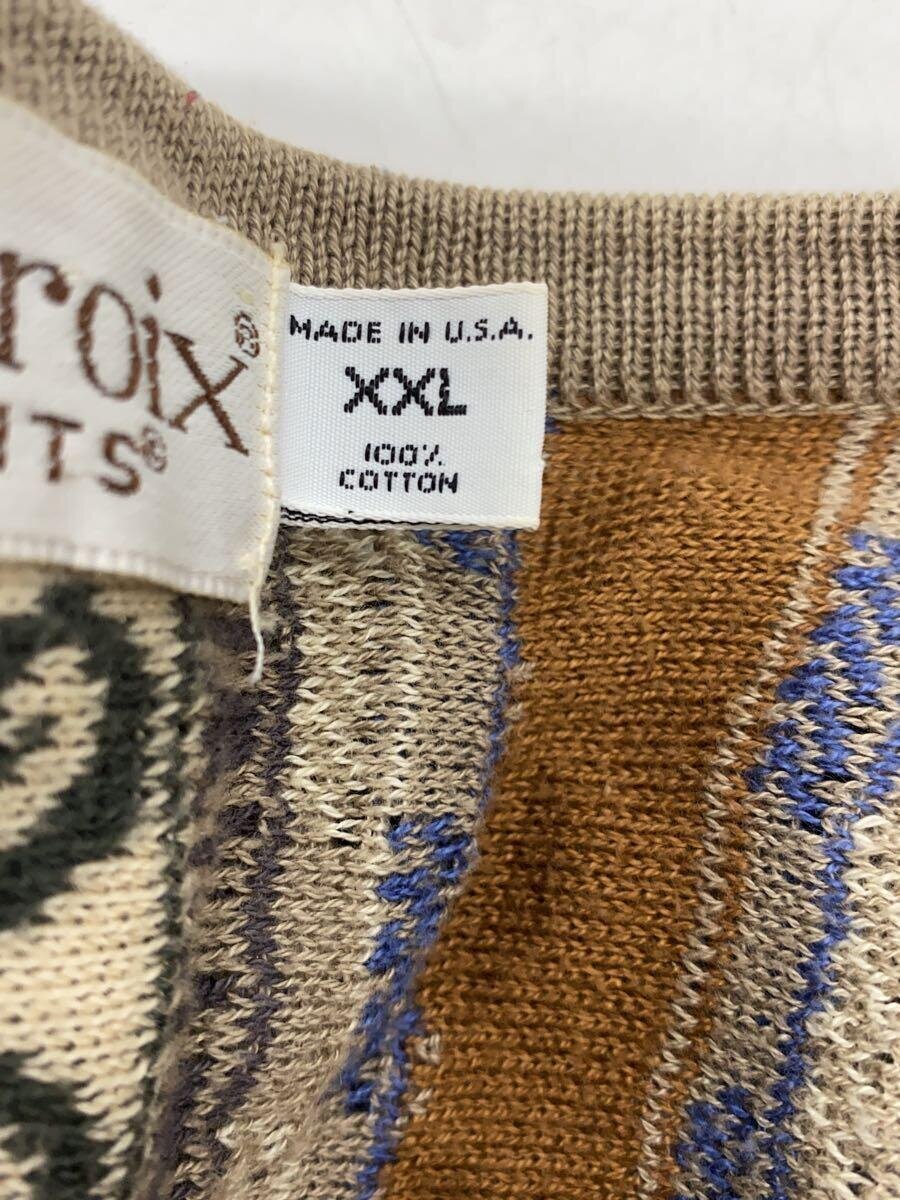 roix®
ITS®
MADE IN U.S.A.
XXL
100%
COTTON